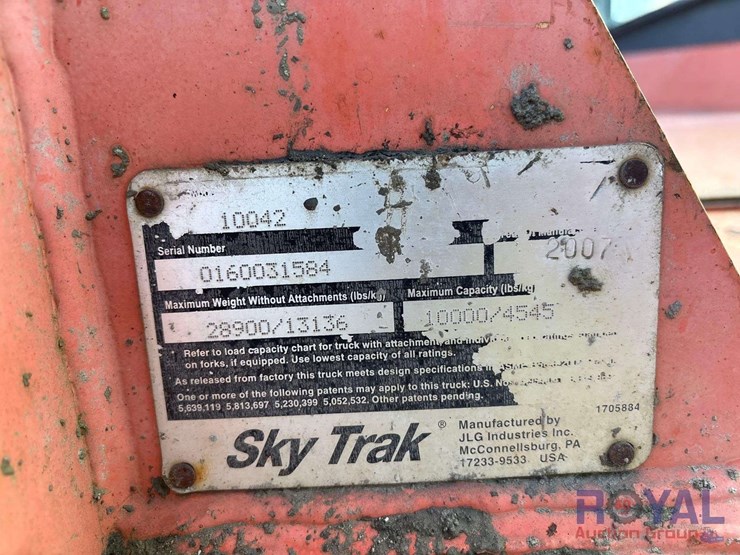 10042
2007
Serial Number
0160031584
Maximum Weight Without Attachments (lbs/kg)
Maximum Capacity (lbs/kg)
28900/13136
10000/4545
Refer to load capacity chart for truck with attachment and
on forks, if equipped. Use lowest capacity of all ratings.
As released from factory this truck meets design specifications
One or more of the following patents may apply to this truck: U.S.
5,639,119 5,813,697 5,230,399 5,052,532. Other patents pending.
1705884
Sky Trak ®
Manufactured by
JLG Industries Inc.
McConnellsburg, PA
17233-9533 USA
ROYAL
Auction Group